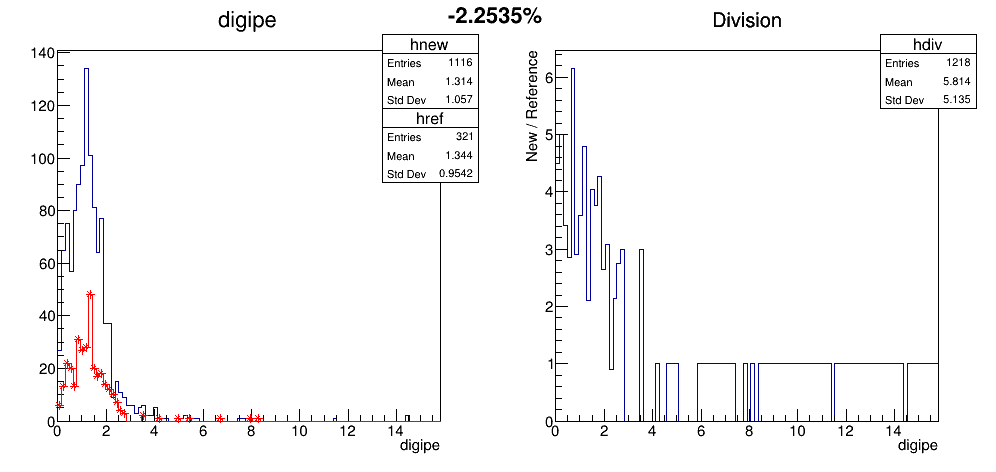 -2.2535%
digipe
hnew
Entries 1116
Mean 1.314
Std Dev 1.057
href
Entries 321
Mean 1.344
Std Dev 0.9542
140
120
100
80
60
40
20
0
0 2 4 6 8 10 12 14
digipe
Division
hdiv
Entries 1218
Mean 5.814
Std Dev 5.135
New / Reference
6
5
4
3
2
1
0
0 2 4 6 8 10 12 14
digipe